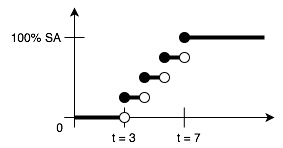 100% SA
0
t = 3
t = 7